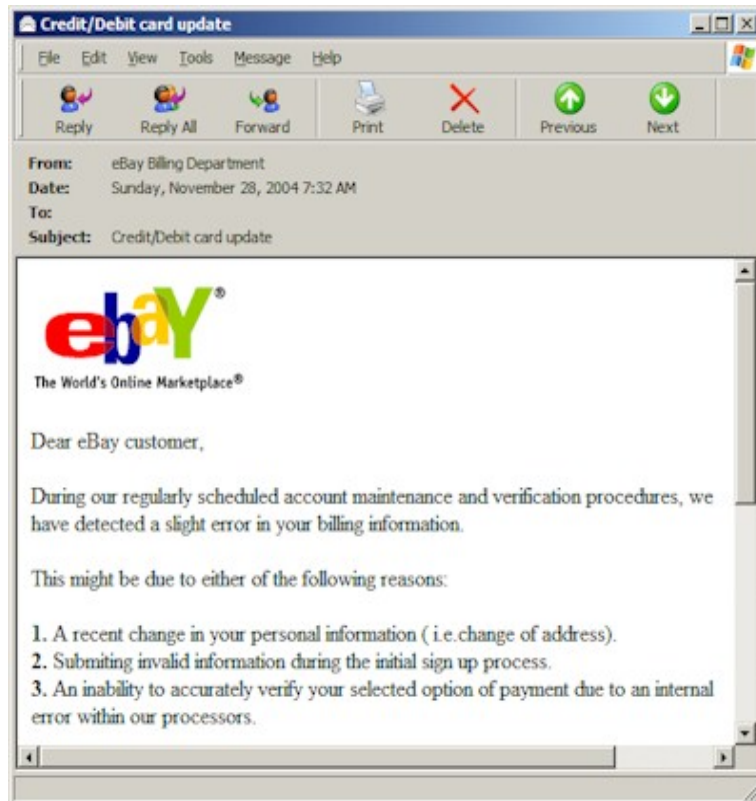 Credit/Debit card update
File Edit View Tools Message Help
Reply Reply All Forward Print Delete Previous Next
From: eBay Billing Department
Date: Sunday, November 28, 2004 7:32 AM
To:
Subject: Credit/Debit card update
ebaY®
The World's Online Marketplace®
Dear eBay customer,
During our regularly scheduled account maintenance and verification procedures, we
have detected a slight error in your billing information.
This might be due to either of the following reasons:
1. A recent change in your personal information ( i.e.change of address).
2. Submiting invalid information during the initial sign up process.
3. An inability to accurately verify your selected option of payment due to an internal
error within our processors.